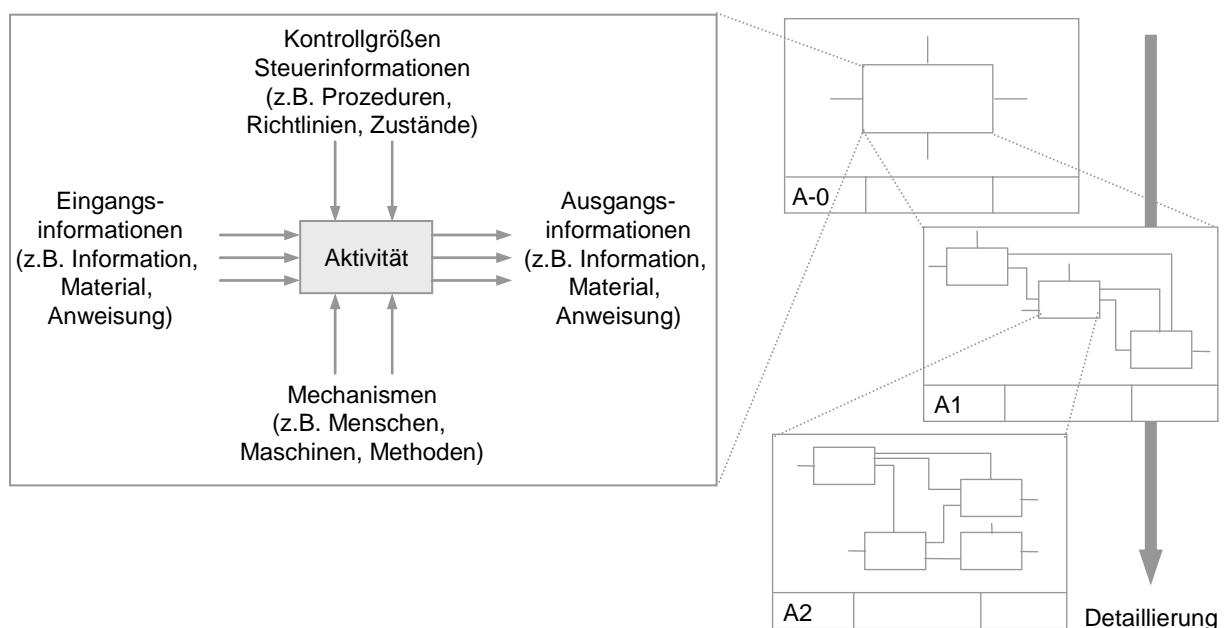 Kontrollgrößen
Steuerinformationen
(z.B. Prozeduren,
Richtlinien, Zustände)
Eingangs-
informationen
(z.B. Information,
Material,
Anweisung)
Aktivität
Ausgangs-
informationen
(z.B. Information,
Material,
Anweisung)
Mechanismen
(z.B. Menschen,
Maschinen, Methoden)
A-0
A1
A2
Detaillierung